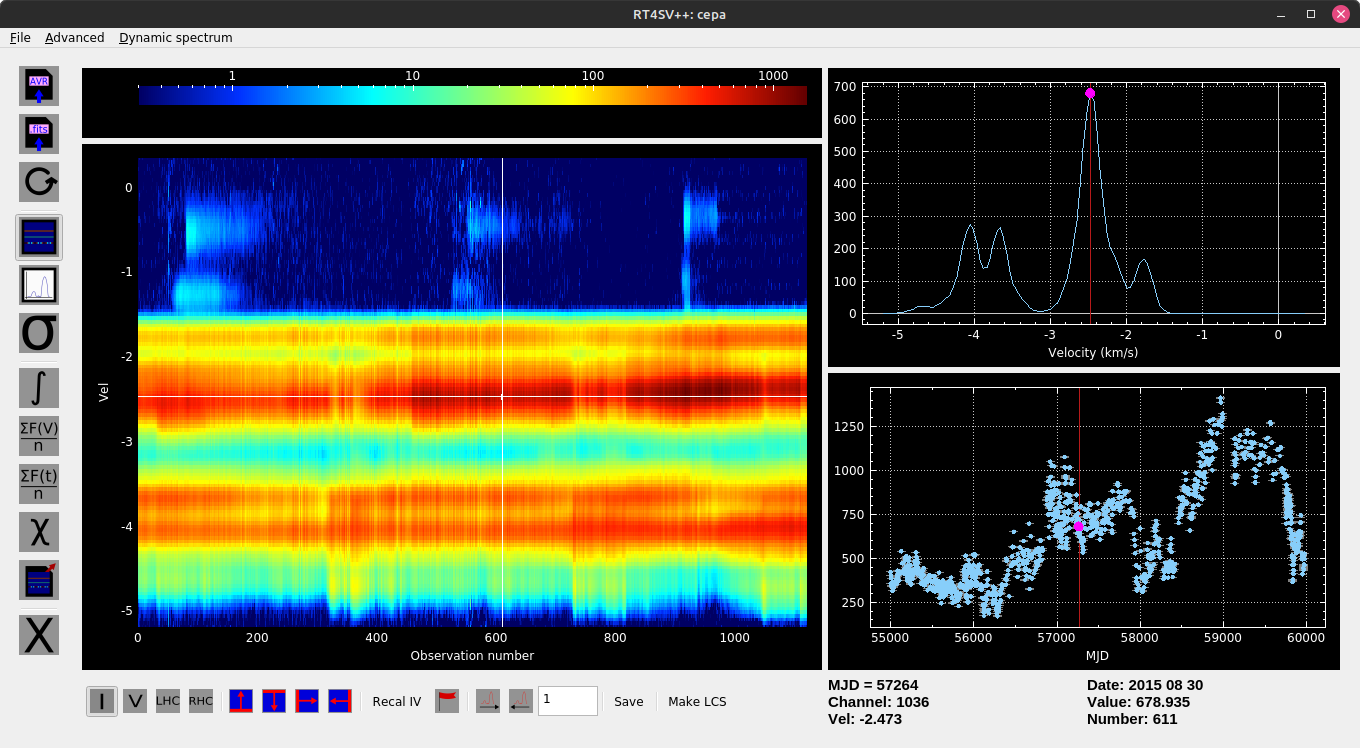 RT4SV++: cepa
File Advanced Dynamic spectrum
AVR
.fits
σ
∫
ΣF(V)
n
ΣF(t)
n
χ
X
1 10 100 1000
0
-1
-2
-3
-4
-5
Vel
0 200 400 600 800 1000
Observation number
700
600
500
400
300
200
100
0
-5 -4 -3 -2 -1 0
Velocity (km/s)
1250
1000
750
500
250
55000 56000 57000 58000 59000 60000
MJD
I V LHC RHC Recal IV 1 Save Make LCS
MJD = 57264 Date: 2015 08 30
Channel: 1036 Value: 678.935
Vel: -2.473 Number: 611